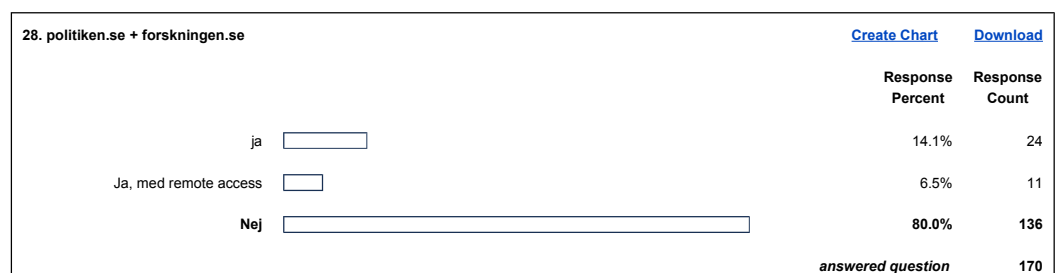 28. politiken.se + forskningen.se Create Chart Download
Response Percent Response Count
ja 14.1% 24
Ja, med remote access 6.5% 11
Nej 80.0% 136
answered question 170